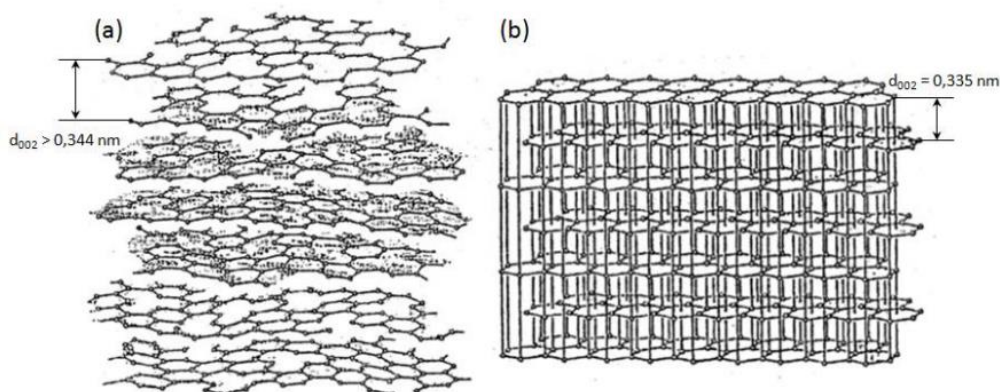 (a)
(b)
d₀₀₂ > 0,344 nm
d₀₀₂ = 0,335 nm